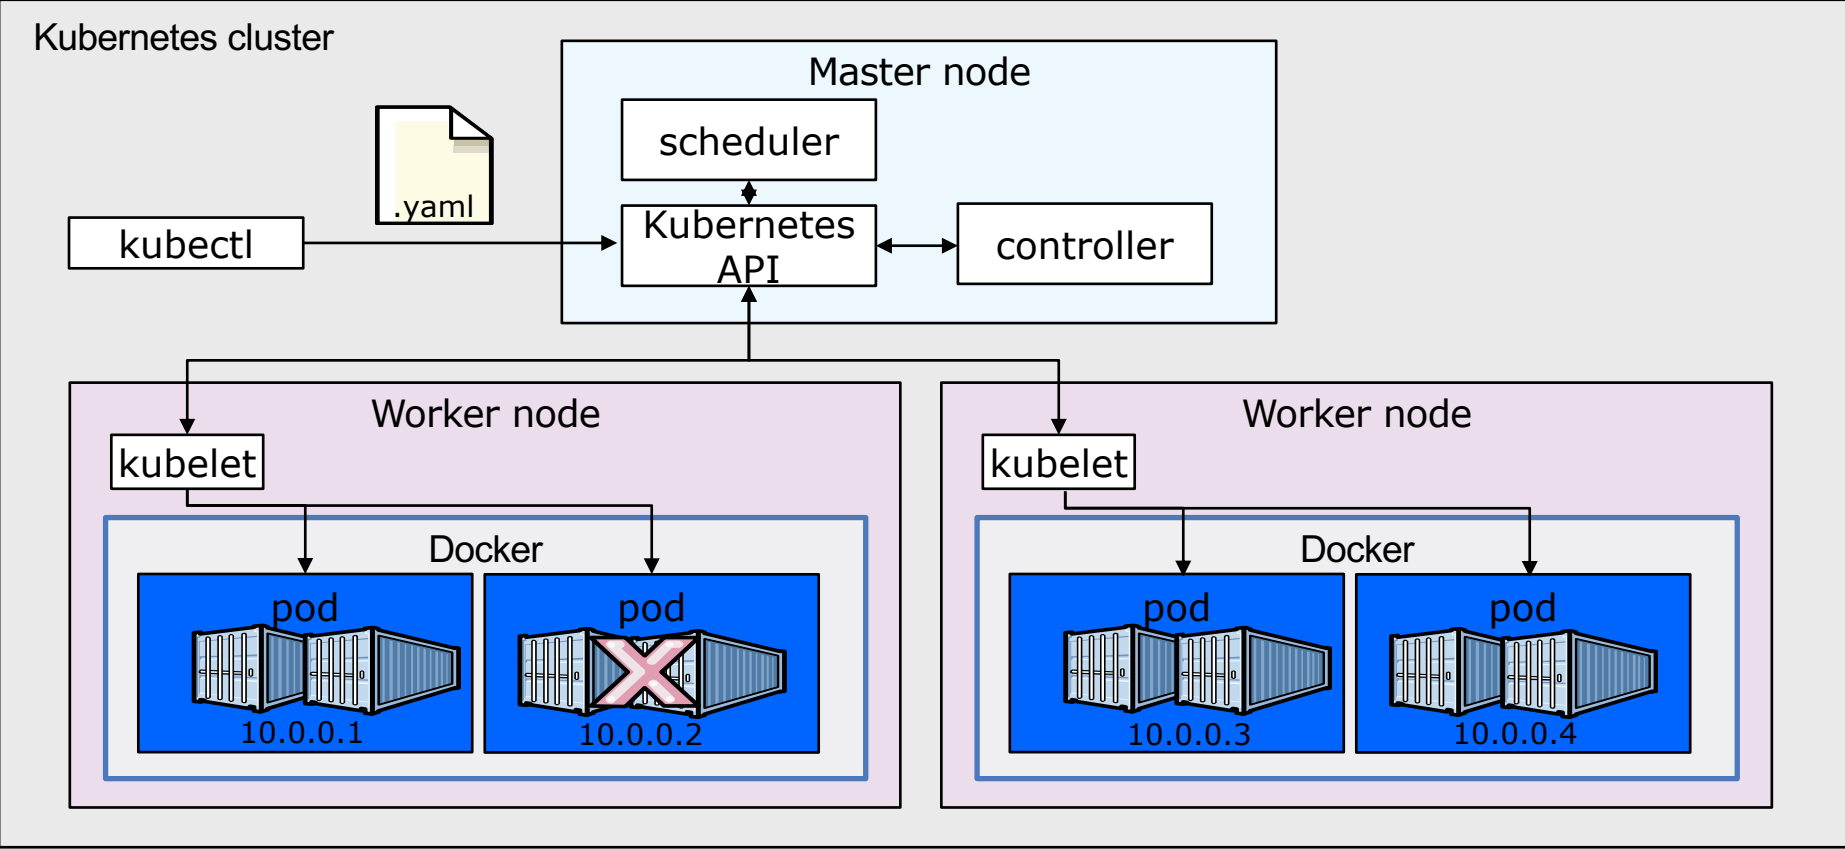 Kubernetes cluster
Master node
scheduler
.yaml
kubectl
Kubernetes
API
controller
Worker node
Worker node
kubelet
kubelet
Docker
Docker
pod
pod
pod
pod
10.0.0.1
10.0.0.2
10.0.0.3
10.0.0.4